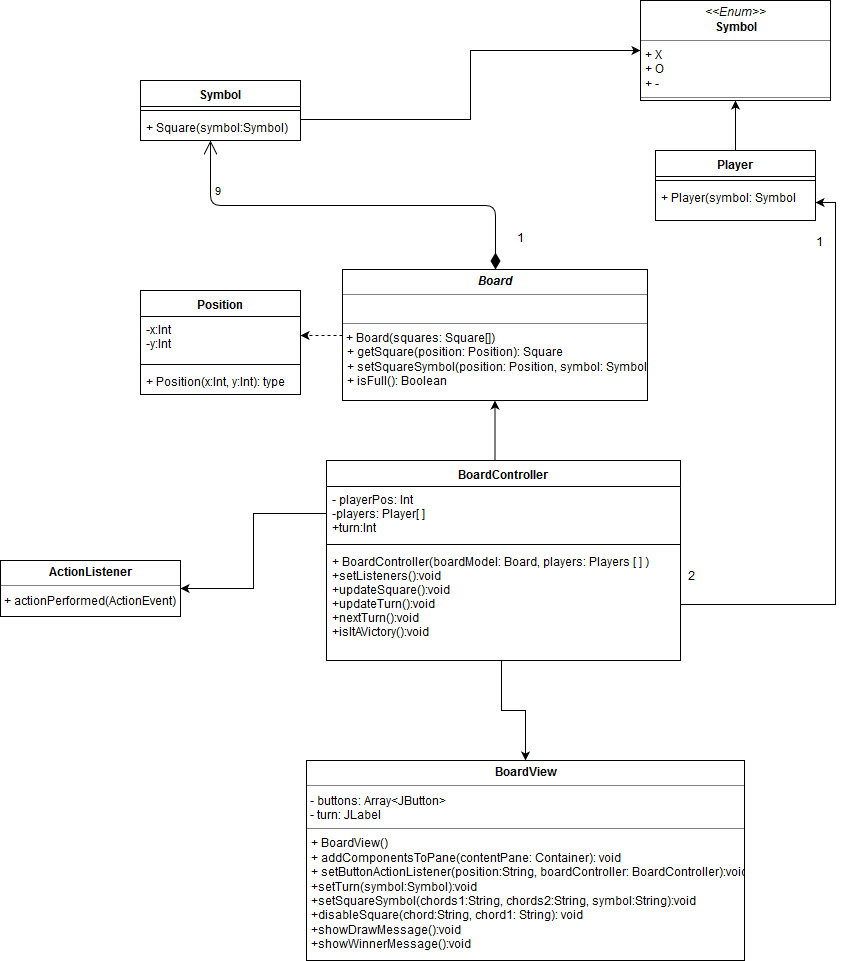 <<Enum>>
Symbol
+ X
+ O
+ -
Symbol
+ Square(symbol:Symbol)
Player
+ Player(symbol: Symbol
9
1
1
Board
+ Board(squares: Square[])
+ getSquare(position: Position): Square
+ setSquareSymbol(position: Position, symbol: Symbol
+ isFull(): Boolean
Position
-x:Int
-y:Int
+ Position(x:Int, y:Int): type
BoardController
- playerPos: Int
-players: Player[ ]
+turn:Int
+ BoardController(boardModel: Board, players: Players [ ] )
+setListeners():void
+updateSquare():void
+updateTurn():void
+nextTurn():void
+isItAVictory():void
2
ActionListener
+ actionPerformed(ActionEvent)
BoardView
- buttons: Array<JButton>
- turn: JLabel
+ BoardView()
+ addComponentsToPane(contentPane: Container): void
+ setButtonActionListener(position:String, boardController: BoardController):void
+setTurn(symbol:Symbol):void
+setSquareSymbol(chords1:String, chords2:String, symbol:String):void
+disableSquare(chord:String, chord1: String): void
+showDrawMessage():void
+showWinnerMessage():void